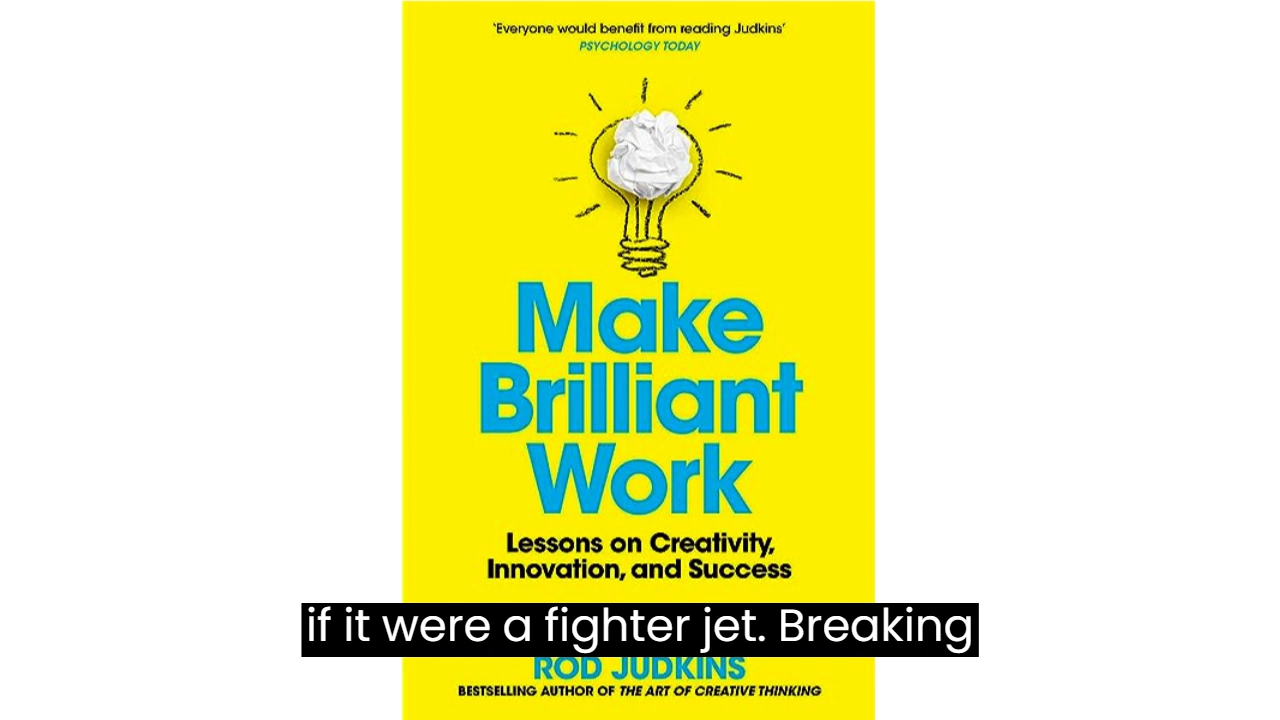 ‘Everyone would benefit from reading Judkins’
PSYCHOLOGY TODAY
Make
Brilliant
Work
Lessons on Creativity,
Innovation, and Success
if it were a fighter jet. Breaking
ROD JUDKINS
BESTSELLING AUTHOR OF THE ART OF CREATIVE THINKING